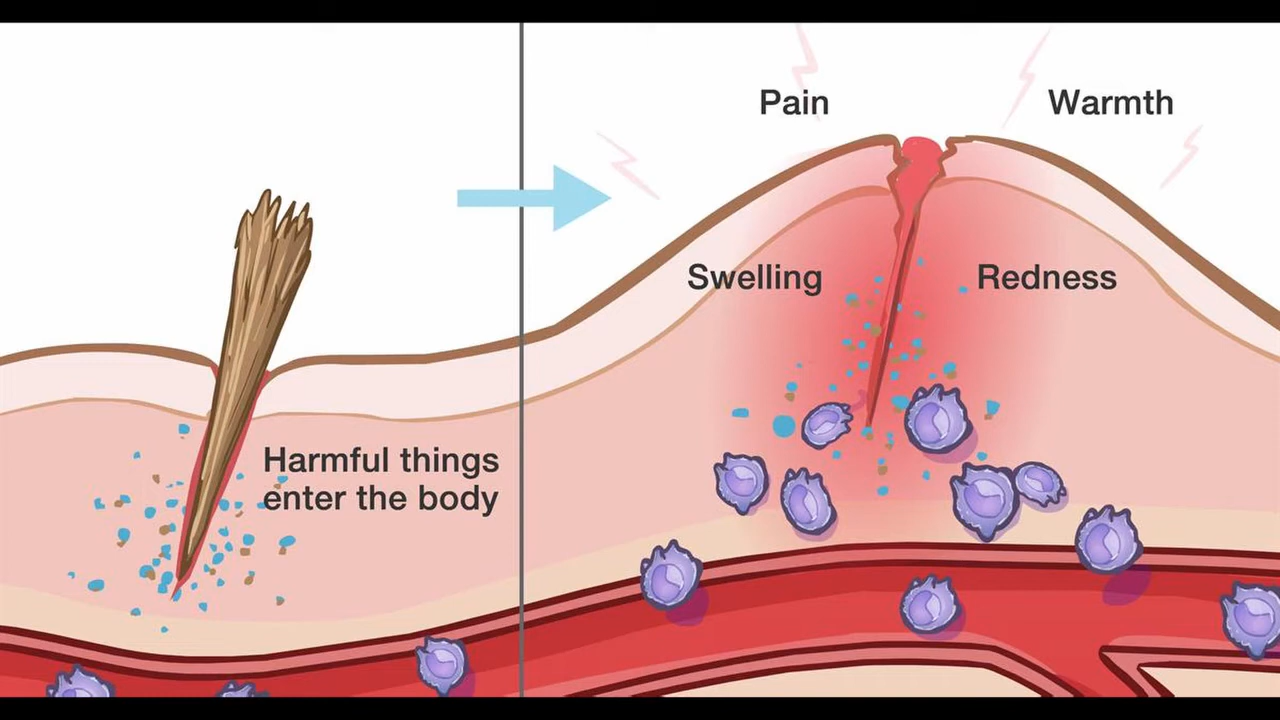 Harmful things
enter the body
Pain
Warmth
Swelling
Redness